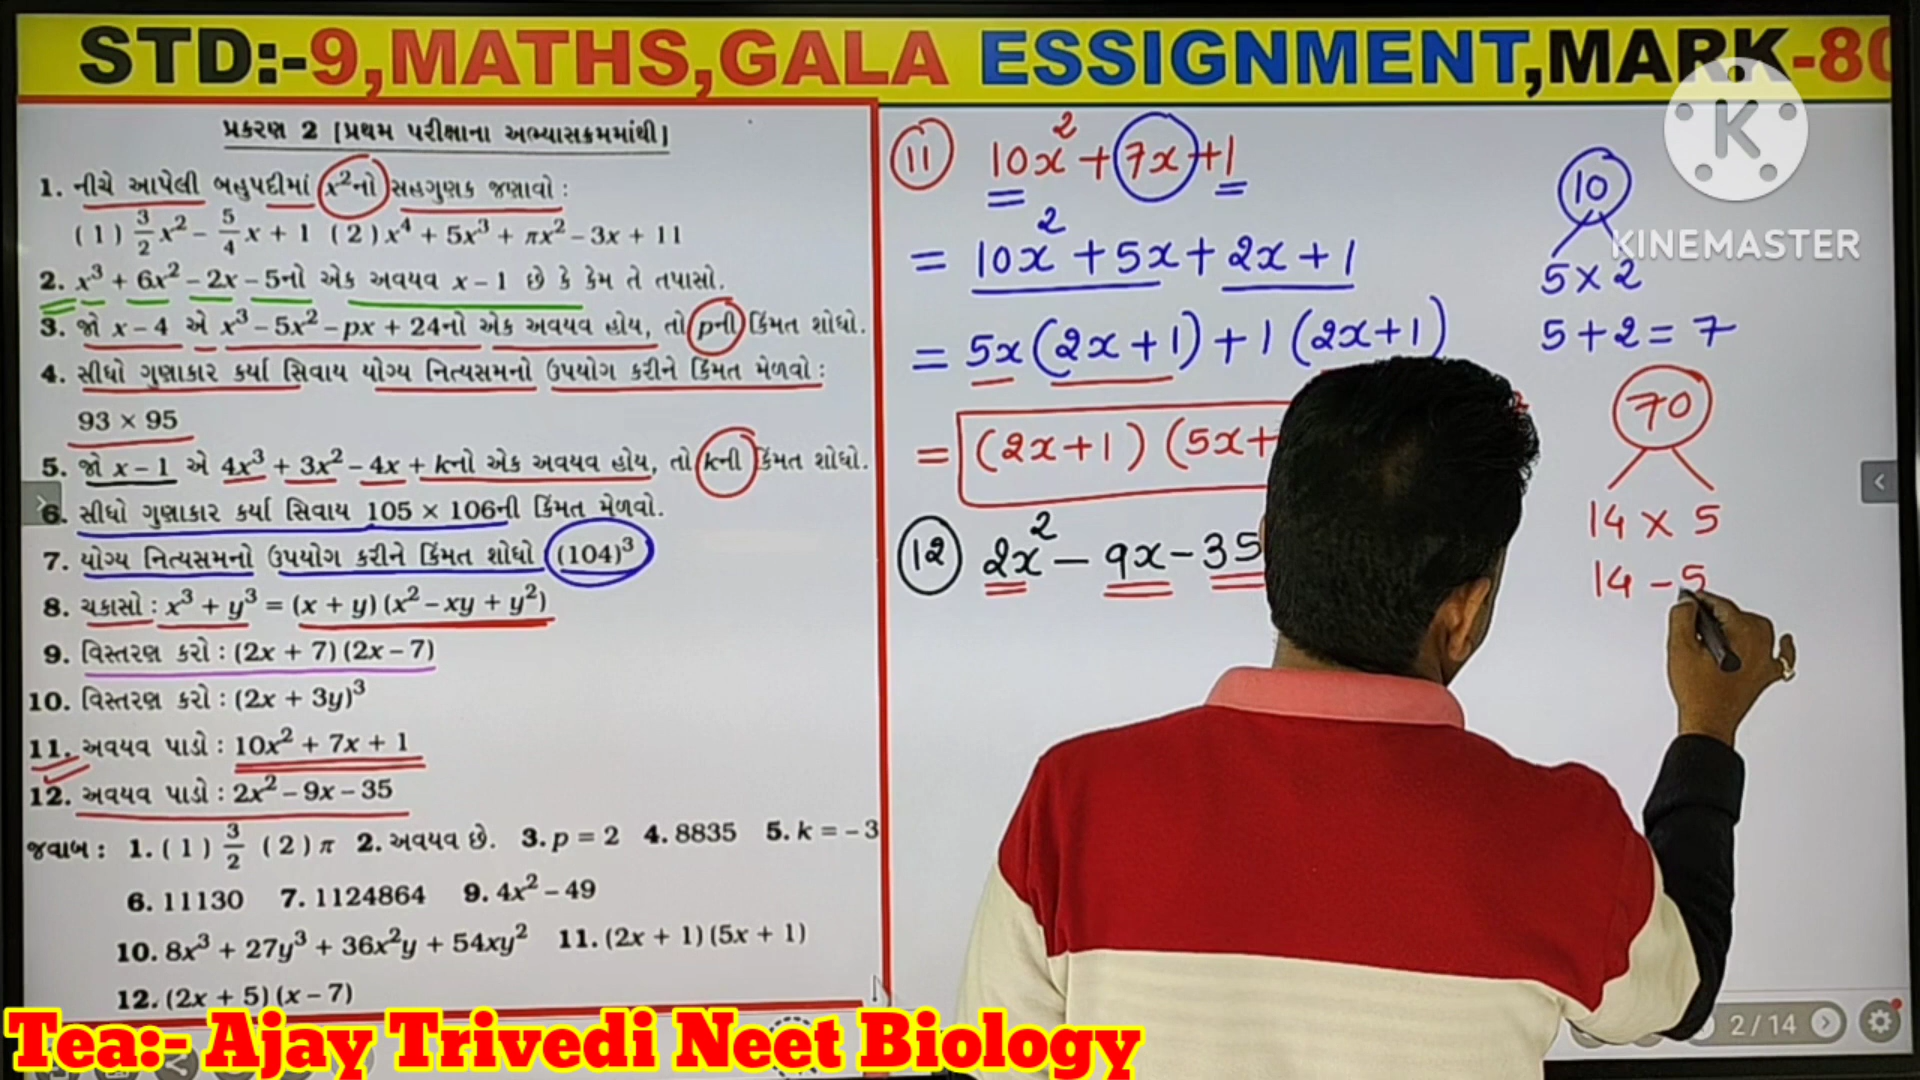 STD:-9,MATHS,GALA ESSIGNMENT,MARK-80
KINEMASTER
પ્રકરણ 2 [પ્રથમ પરીક્ષાના અભ્યાસક્રમમાંથી]
1. નીચે આપેલી બહુપદીમાં x²નો સહગુણક જણાવો :
(1) 3/2 x² – 5/4 x + 1 (2) x⁴ + 5x³ + πx² – 3x + 11
2. x³ + 6x² – 2x – 5નો એક અવયવ x – 1 છે કે કેમ તે તપાસો.
3. જો x – 4 એ x³ – 5x² – px + 24નો એક અવયવ હોય, તો pની કિંમત શોધો.
4. સીધો ગુણાકાર કર્યા સિવાય યોગ્ય નિત્યસમનો ઉપયોગ કરીને કિંમત મેળવો :
93 × 95
5. જો x – 1 એ 4x³ + 3x² – 4x + kનો એક અવયવ હોય, તો kની કિંમત શોધો.
6. સીધો ગુણાકાર કર્યા સિવાય 105 × 106ની કિંમત મેળવો.
7. યોગ્ય નિત્યસમનો ઉપયોગ કરીને કિંમત શોધો (104)³
8. ચકાસો : x³ + y³ = (x + y) (x² – xy + y²)
9. વિસ્તરણ કરો : (2x + 7) (2x – 7)
10. વિસ્તરણ કરો : (2x + 3y)³
11. અવયવ પાડો : 10x² + 7x + 1
12. અવયવ પાડો : 2x² – 9x – 35
જવાબ : 1. (1) 3/2 (2) π 2. અવયવ છે. 3. p = 2 4. 8835 5. k = – 3
6. 11130 7. 1124864 9. 4x² – 49
10. 8x³ + 27y³ + 36x²y + 54xy² 11. (2x + 1) (5x + 1)
12. (2x + 5) (x – 7)
11 10x² + 7x + 1
= 10x² + 5x + 2x + 1
= 5x (2x + 1) + 1 (2x + 1)
= (2x + 1) (5x +
12 2x² – 9x – 35
10
5 × 2
5 + 2 = 7
70
14 × 5
14 – 5
2 / 14
Tea:- Ajay Trivedi Neet Biology